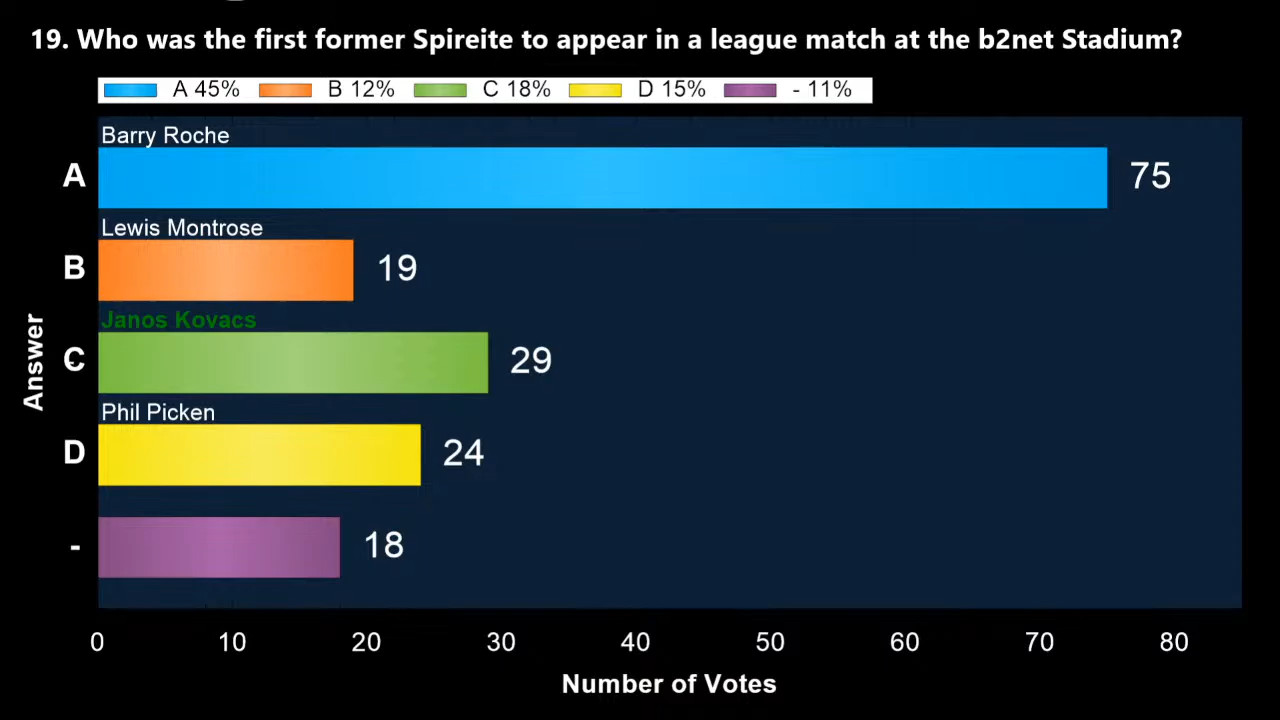 19. Who was the first former Spireite to appear in a league match at the b2net Stadium?
A 45% B 12% C 18% D 15% - 11%
Barry Roche
A 75
Lewis Montrose
B 19
Janos Kovacs
C 29
Phil Picken
D 24
- 18
Answer
0 10 20 30 40 50 60 70 80
Number of Votes